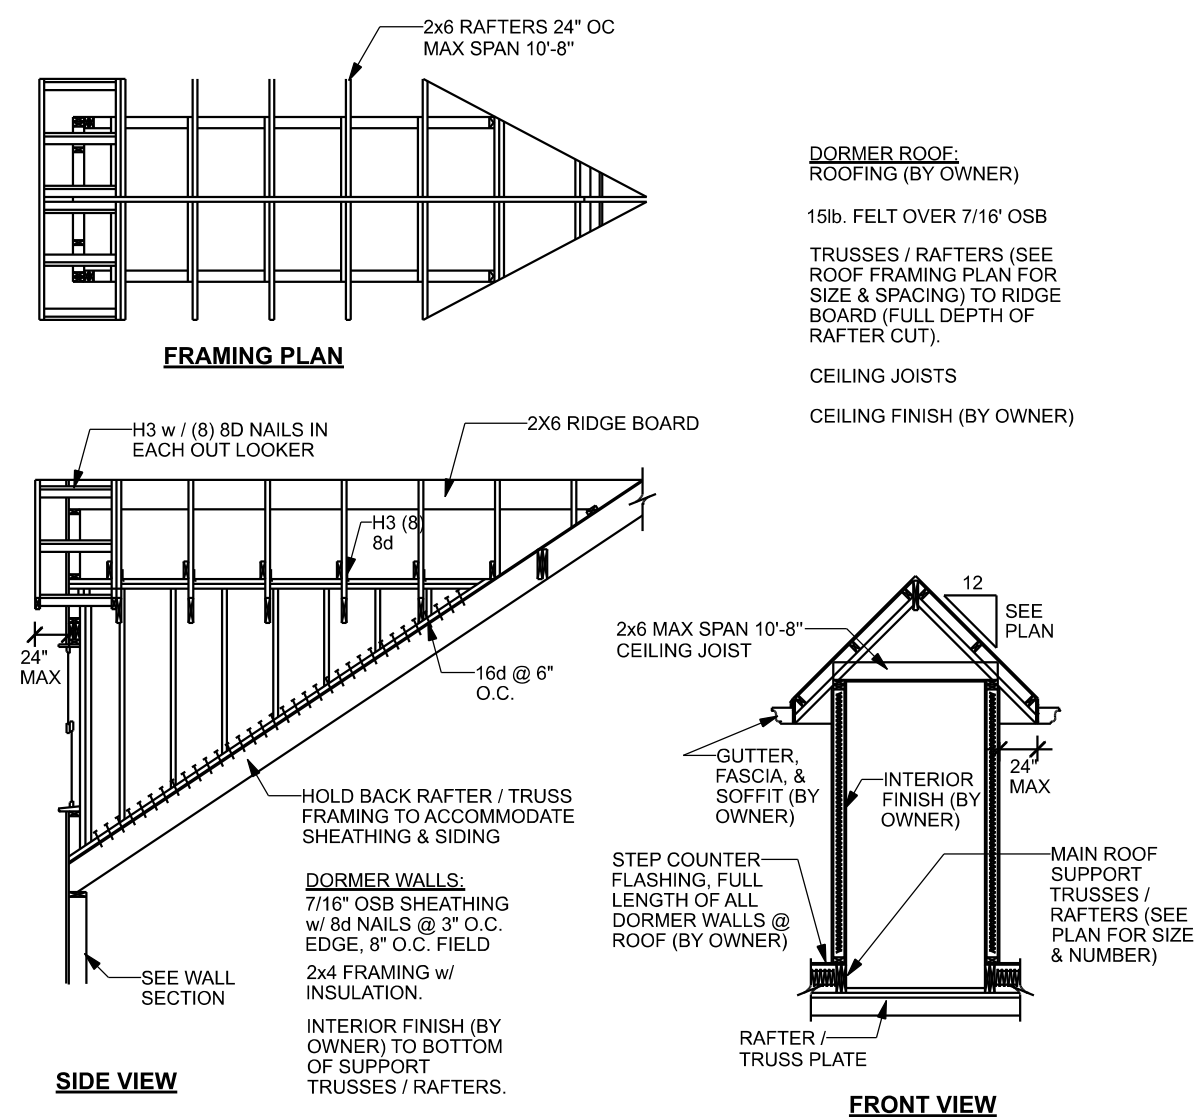 2x6 RAFTERS 24" OC
MAX SPAN 10'-8"
FRAMING PLAN
DORMER ROOF:
ROOFING (BY OWNER)
15lb. FELT OVER 7/16' OSB
TRUSSES / RAFTERS (SEE
ROOF FRAMING PLAN FOR
SIZE & SPACING) TO RIDGE
BOARD (FULL DEPTH OF
RAFTER CUT).
CEILING JOISTS
CEILING FINISH (BY OWNER)
H3 w / (8) 8D NAILS IN
EACH OUT LOOKER
2X6 RIDGE BOARD
H3 (8)
8d
24"
MAX
16d @ 6"
O.C.
HOLD BACK RAFTER / TRUSS
FRAMING TO ACCOMMODATE
SHEATHING & SIDING
DORMER WALLS:
7/16" OSB SHEATHING
w/ 8d NAILS @ 3" O.C.
EDGE, 8" O.C. FIELD
2x4 FRAMING w/
INSULATION.
INTERIOR FINISH (BY
OWNER) TO BOTTOM
OF SUPPORT
TRUSSES / RAFTERS.
SEE WALL
SECTION
SIDE VIEW
12
SEE
PLAN
2x6 MAX SPAN 10'-8"
CEILING JOIST
GUTTER,
FASCIA, &
SOFFIT (BY
OWNER)
INTERIOR
FINISH (BY
OWNER)
24"
MAX
STEP COUNTER
FLASHING, FULL
LENGTH OF ALL
DORMER WALLS @
ROOF (BY OWNER)
MAIN ROOF
SUPPORT
TRUSSES /
RAFTERS (SEE
PLAN FOR SIZE
& NUMBER)
RAFTER /
TRUSS PLATE
FRONT VIEW